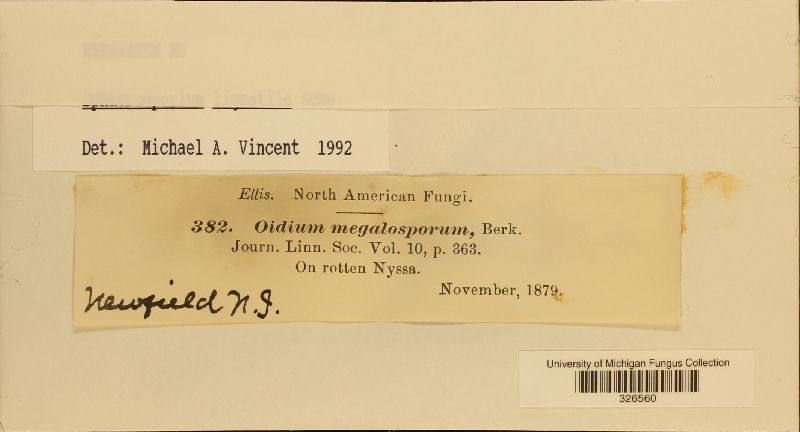 Det.: Michael A. Vincent 1992
Ellis. North American Fungi.
382. Oidium megalosporum, Berk.
Journ. Linn. Soc. Vol. 10, p. 363.
On rotten Nyssa.
November, 1879.
Newfield N.J.
University of Michigan Fungus Collection
326560